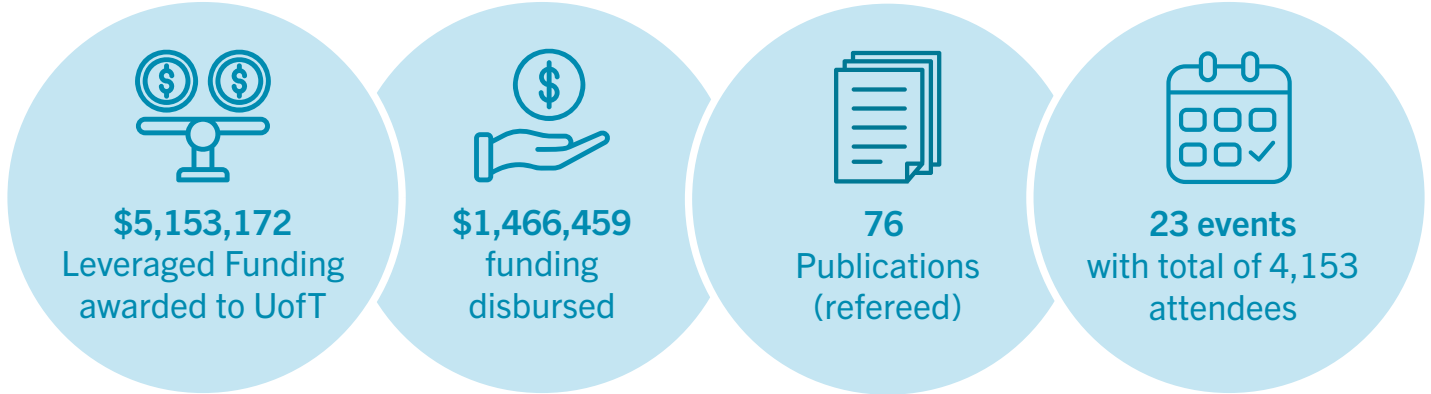 $5,153,172
Leveraged Funding
awarded to UofT
$1,466,459
funding
disbursed
76
Publications
(refereed)
23 events
with total of 4,153
attendees